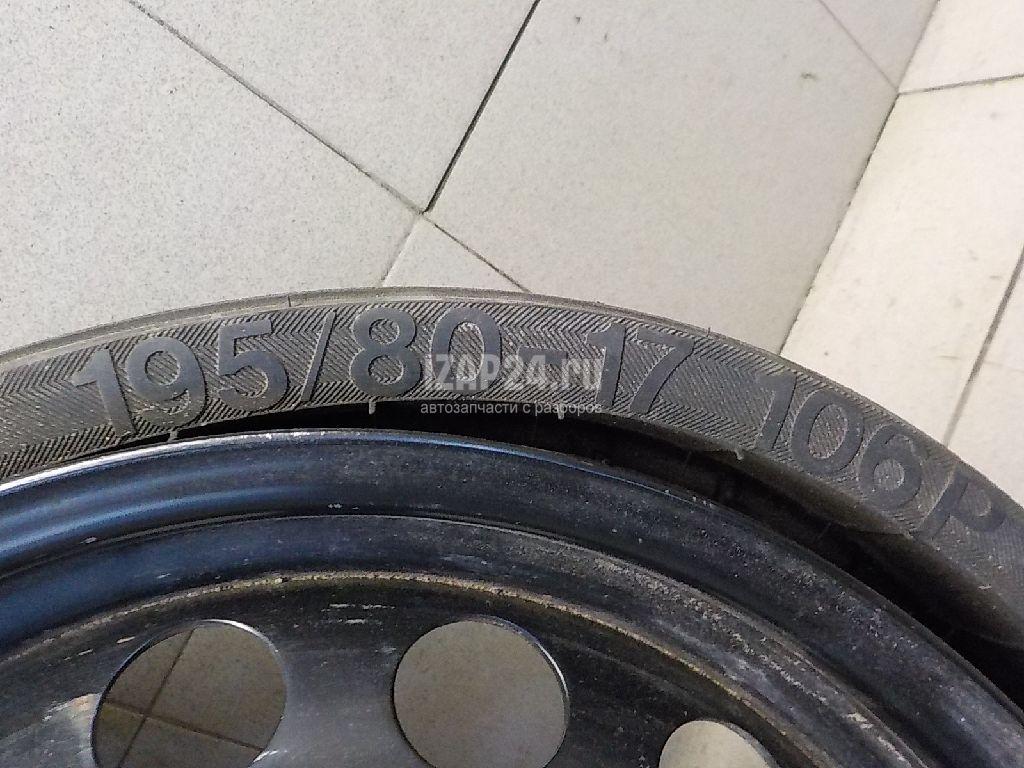 195/80-17 106P
IZAP24.ru
автозапчасти с разборов